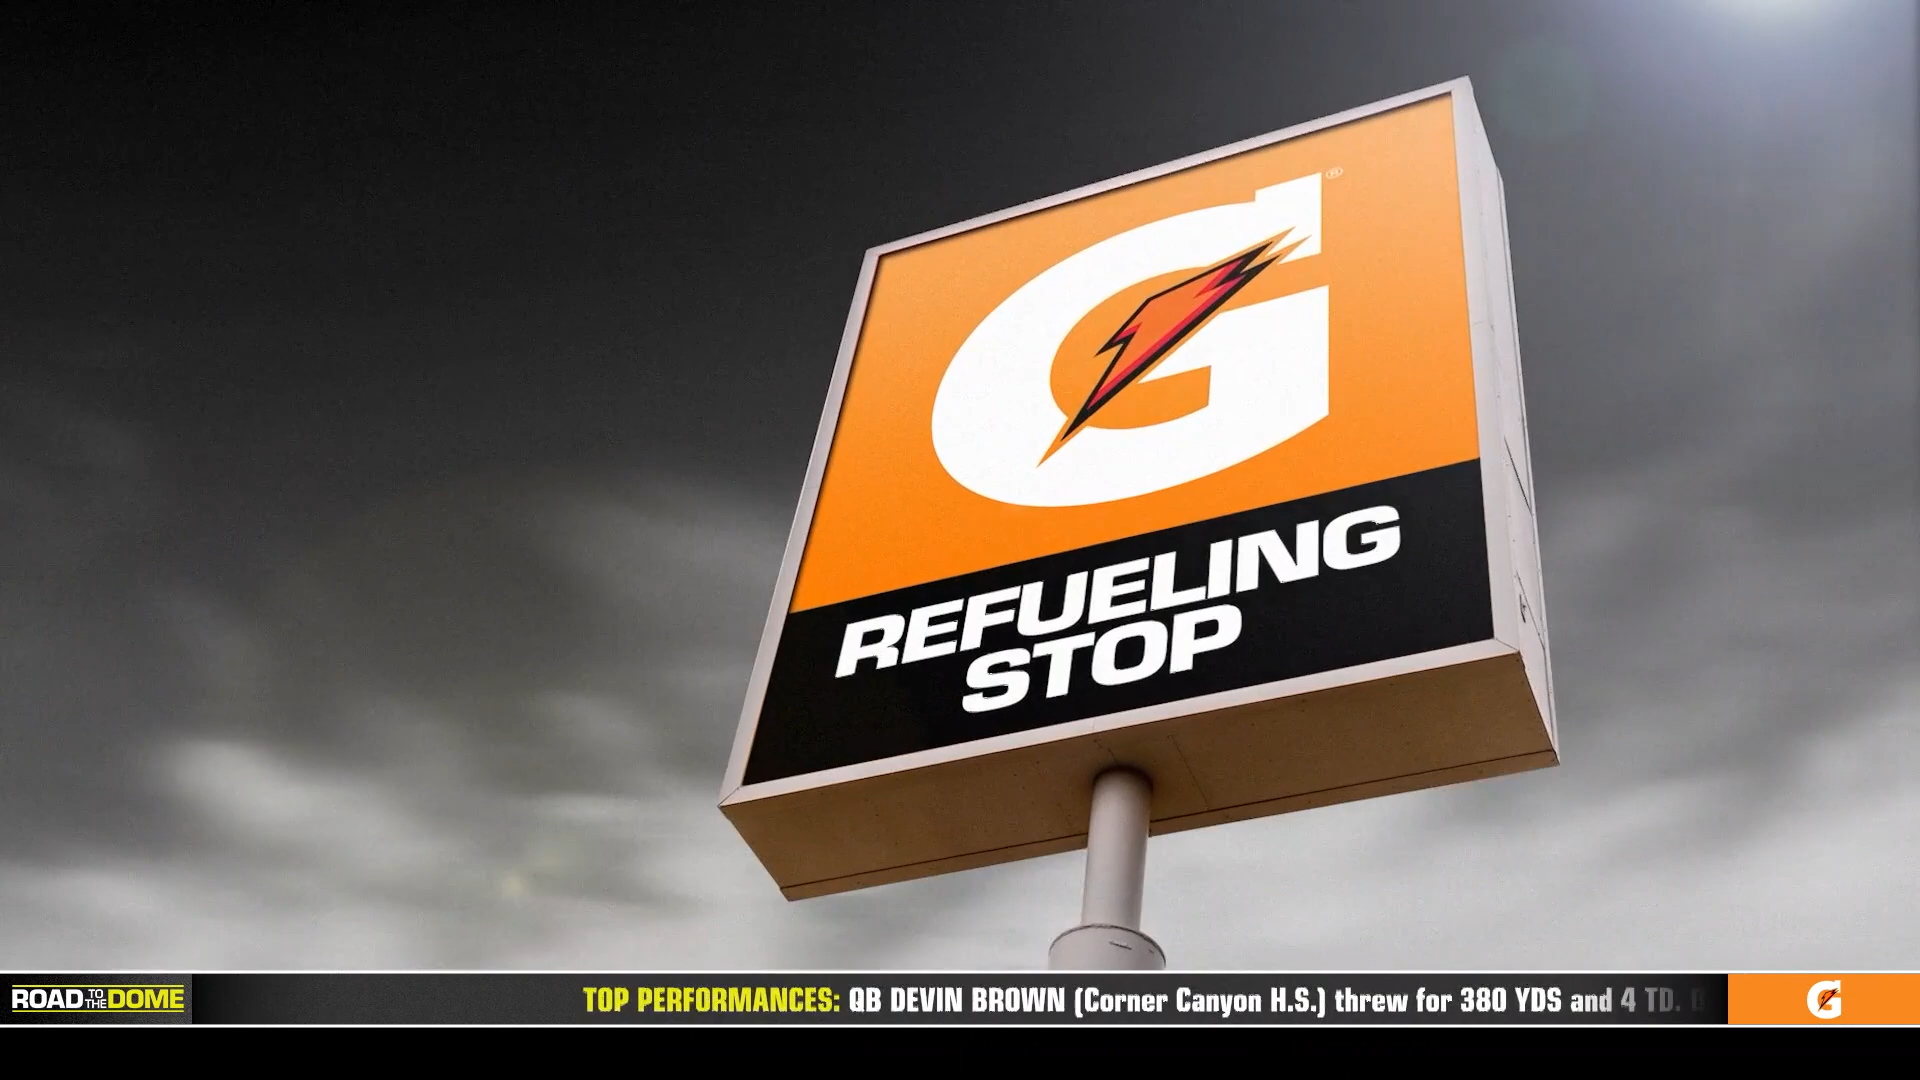 G
®
REFUELING
STOP
ROAD TO THE DOME
TOP PERFORMANCES: QB DEVIN BROWN (Corner Canyon H.S.) threw for 380 YDS and 4 TD.
G